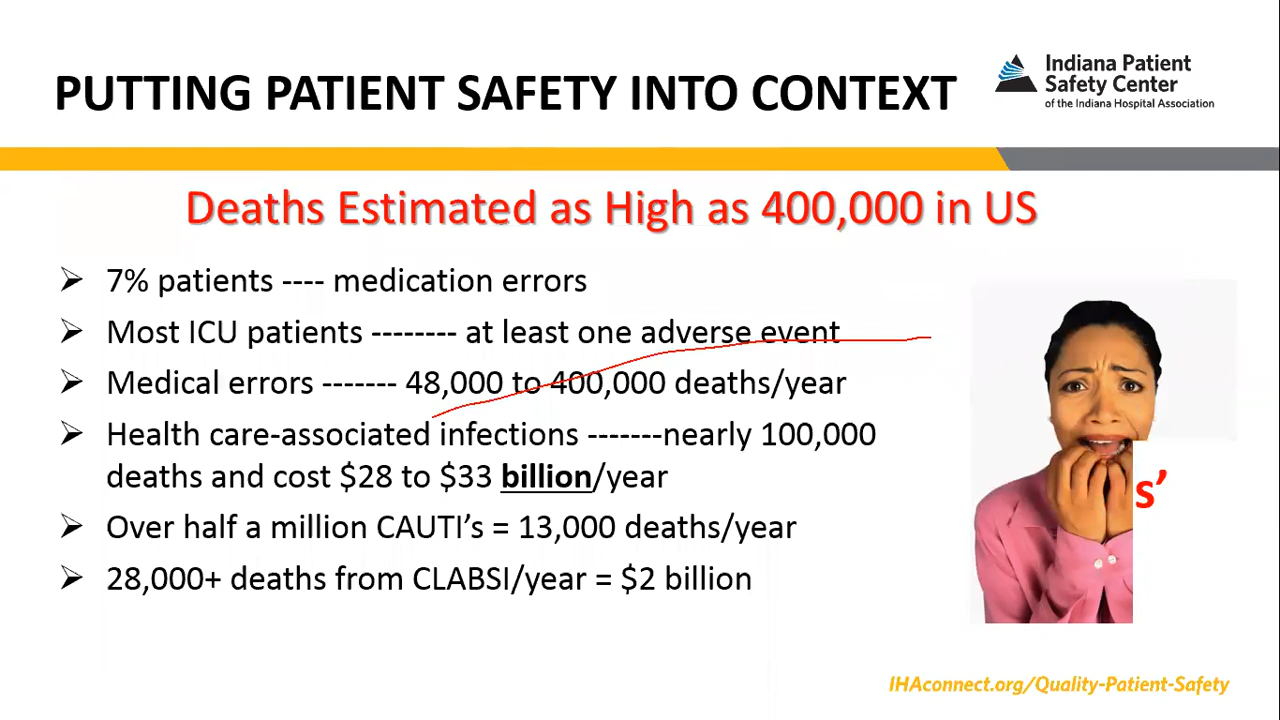 PUTTING PATIENT SAFETY INTO CONTEXT
Indiana Patient
Safety Center
of the Indiana Hospital Association
Deaths Estimated as High as 400,000 in US
➢ 7% patients ---- medication errors
➢ Most ICU patients -------- at least one adverse event
➢ Medical errors ------- 48,000 to 400,000 deaths/year
➢ Health care-associated infections -------nearly 100,000
deaths and cost $28 to $33 billion/year
➢ Over half a million CAUTI’s = 13,000 deaths/year
➢ 28,000+ deaths from CLABSI/year = $2 billion
s’
IHAconnect.org/Quality-Patient-Safety